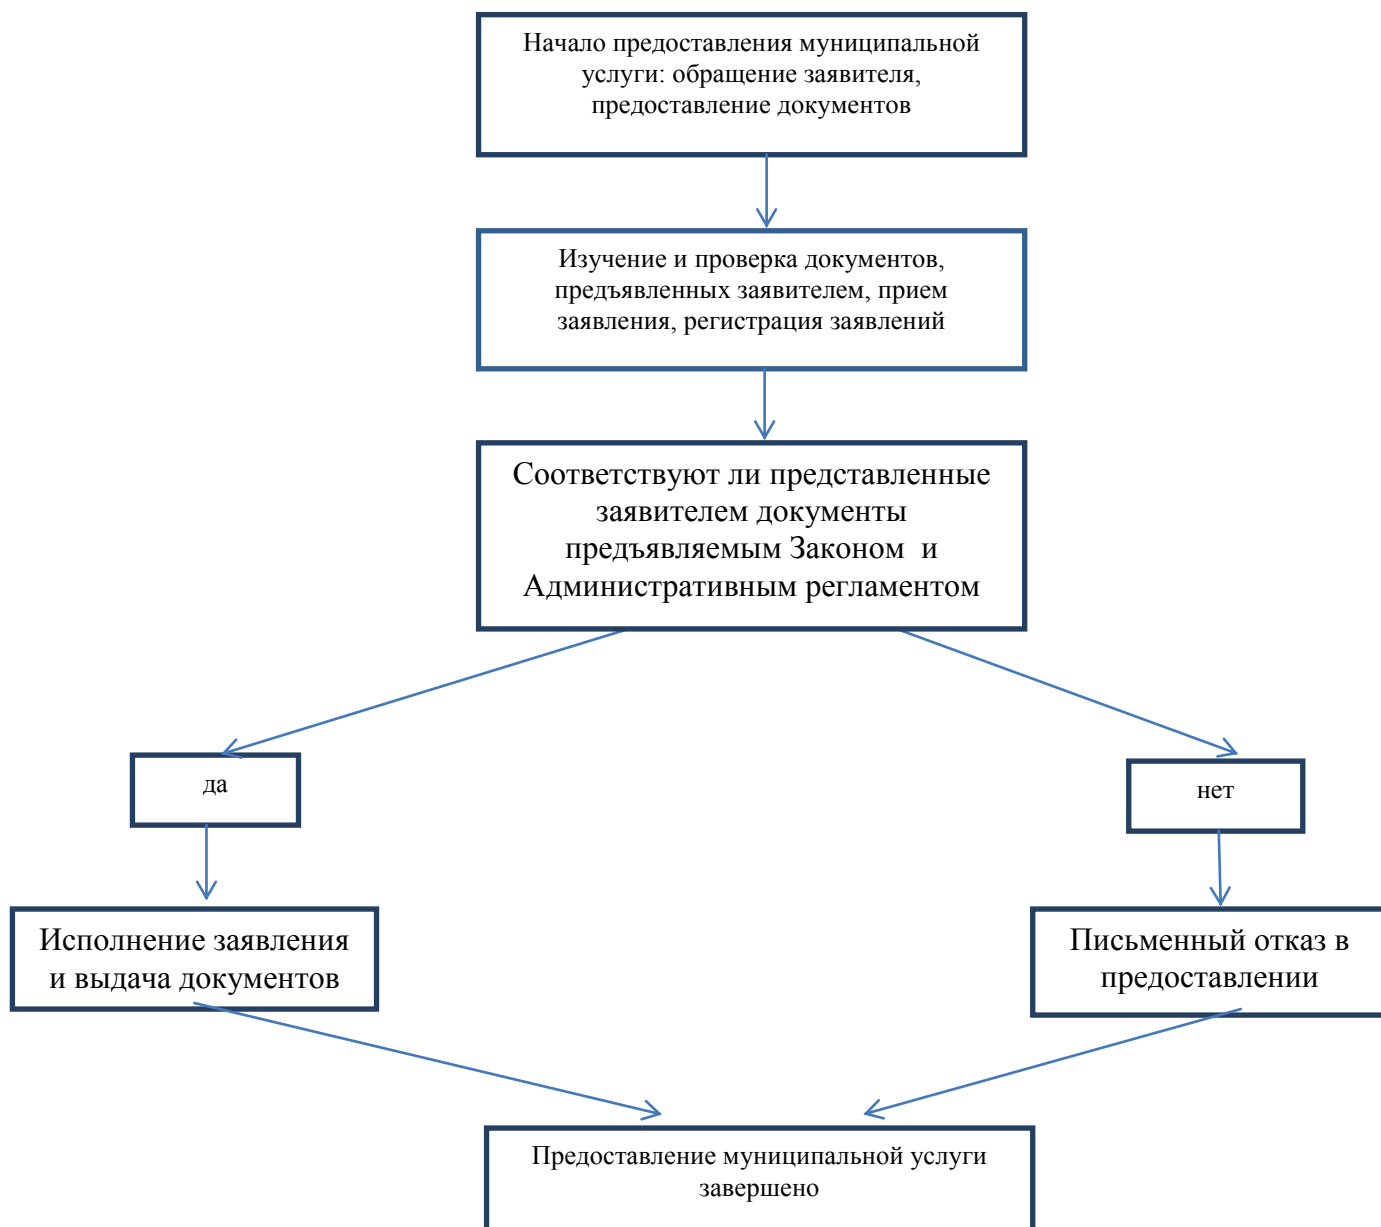 Начало предоставления муниципальной
услуги: обращение заявителя,
предоставление документов
Изучение и проверка документов,
предъявленных заявителем, прием
заявления, регистрация заявлений
Соответствуют ли представленные
заявителем документы
предъявляемым Законом  и
Административным регламентом
да
нет
Исполнение заявления
и выдача документов
Письменный отказ в
предоставлении
Предоставление муниципальной услуги
завершено